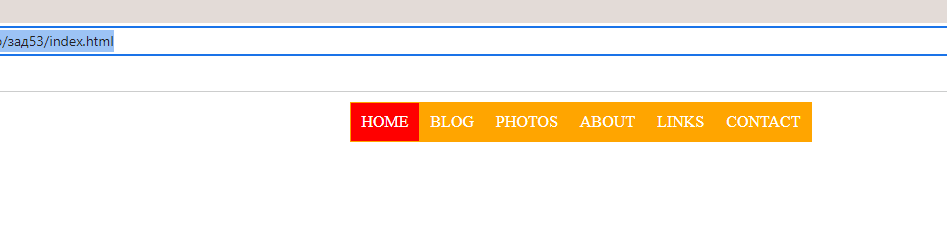 /зад53/index.html
HOME BLOG PHOTOS ABOUT LINKS CONTACT